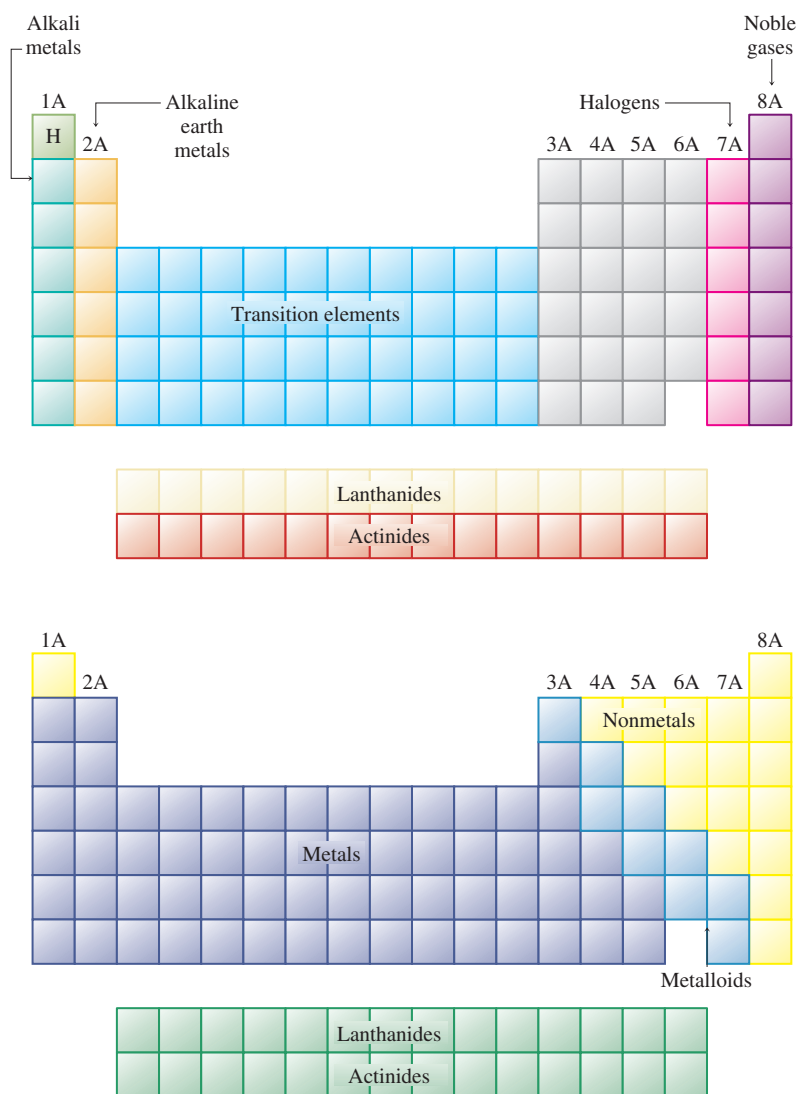 Alkali
metals
Noble
gases
1A
Alkaline
earth
metals
Halogens
8A
H
2A
3A 4A 5A 6A 7A
Transition elements
Lanthanides
Actinides
1A
8A
2A
3A 4A 5A 6A 7A
Nonmetals
Metals
Metalloids
Lanthanides
Actinides